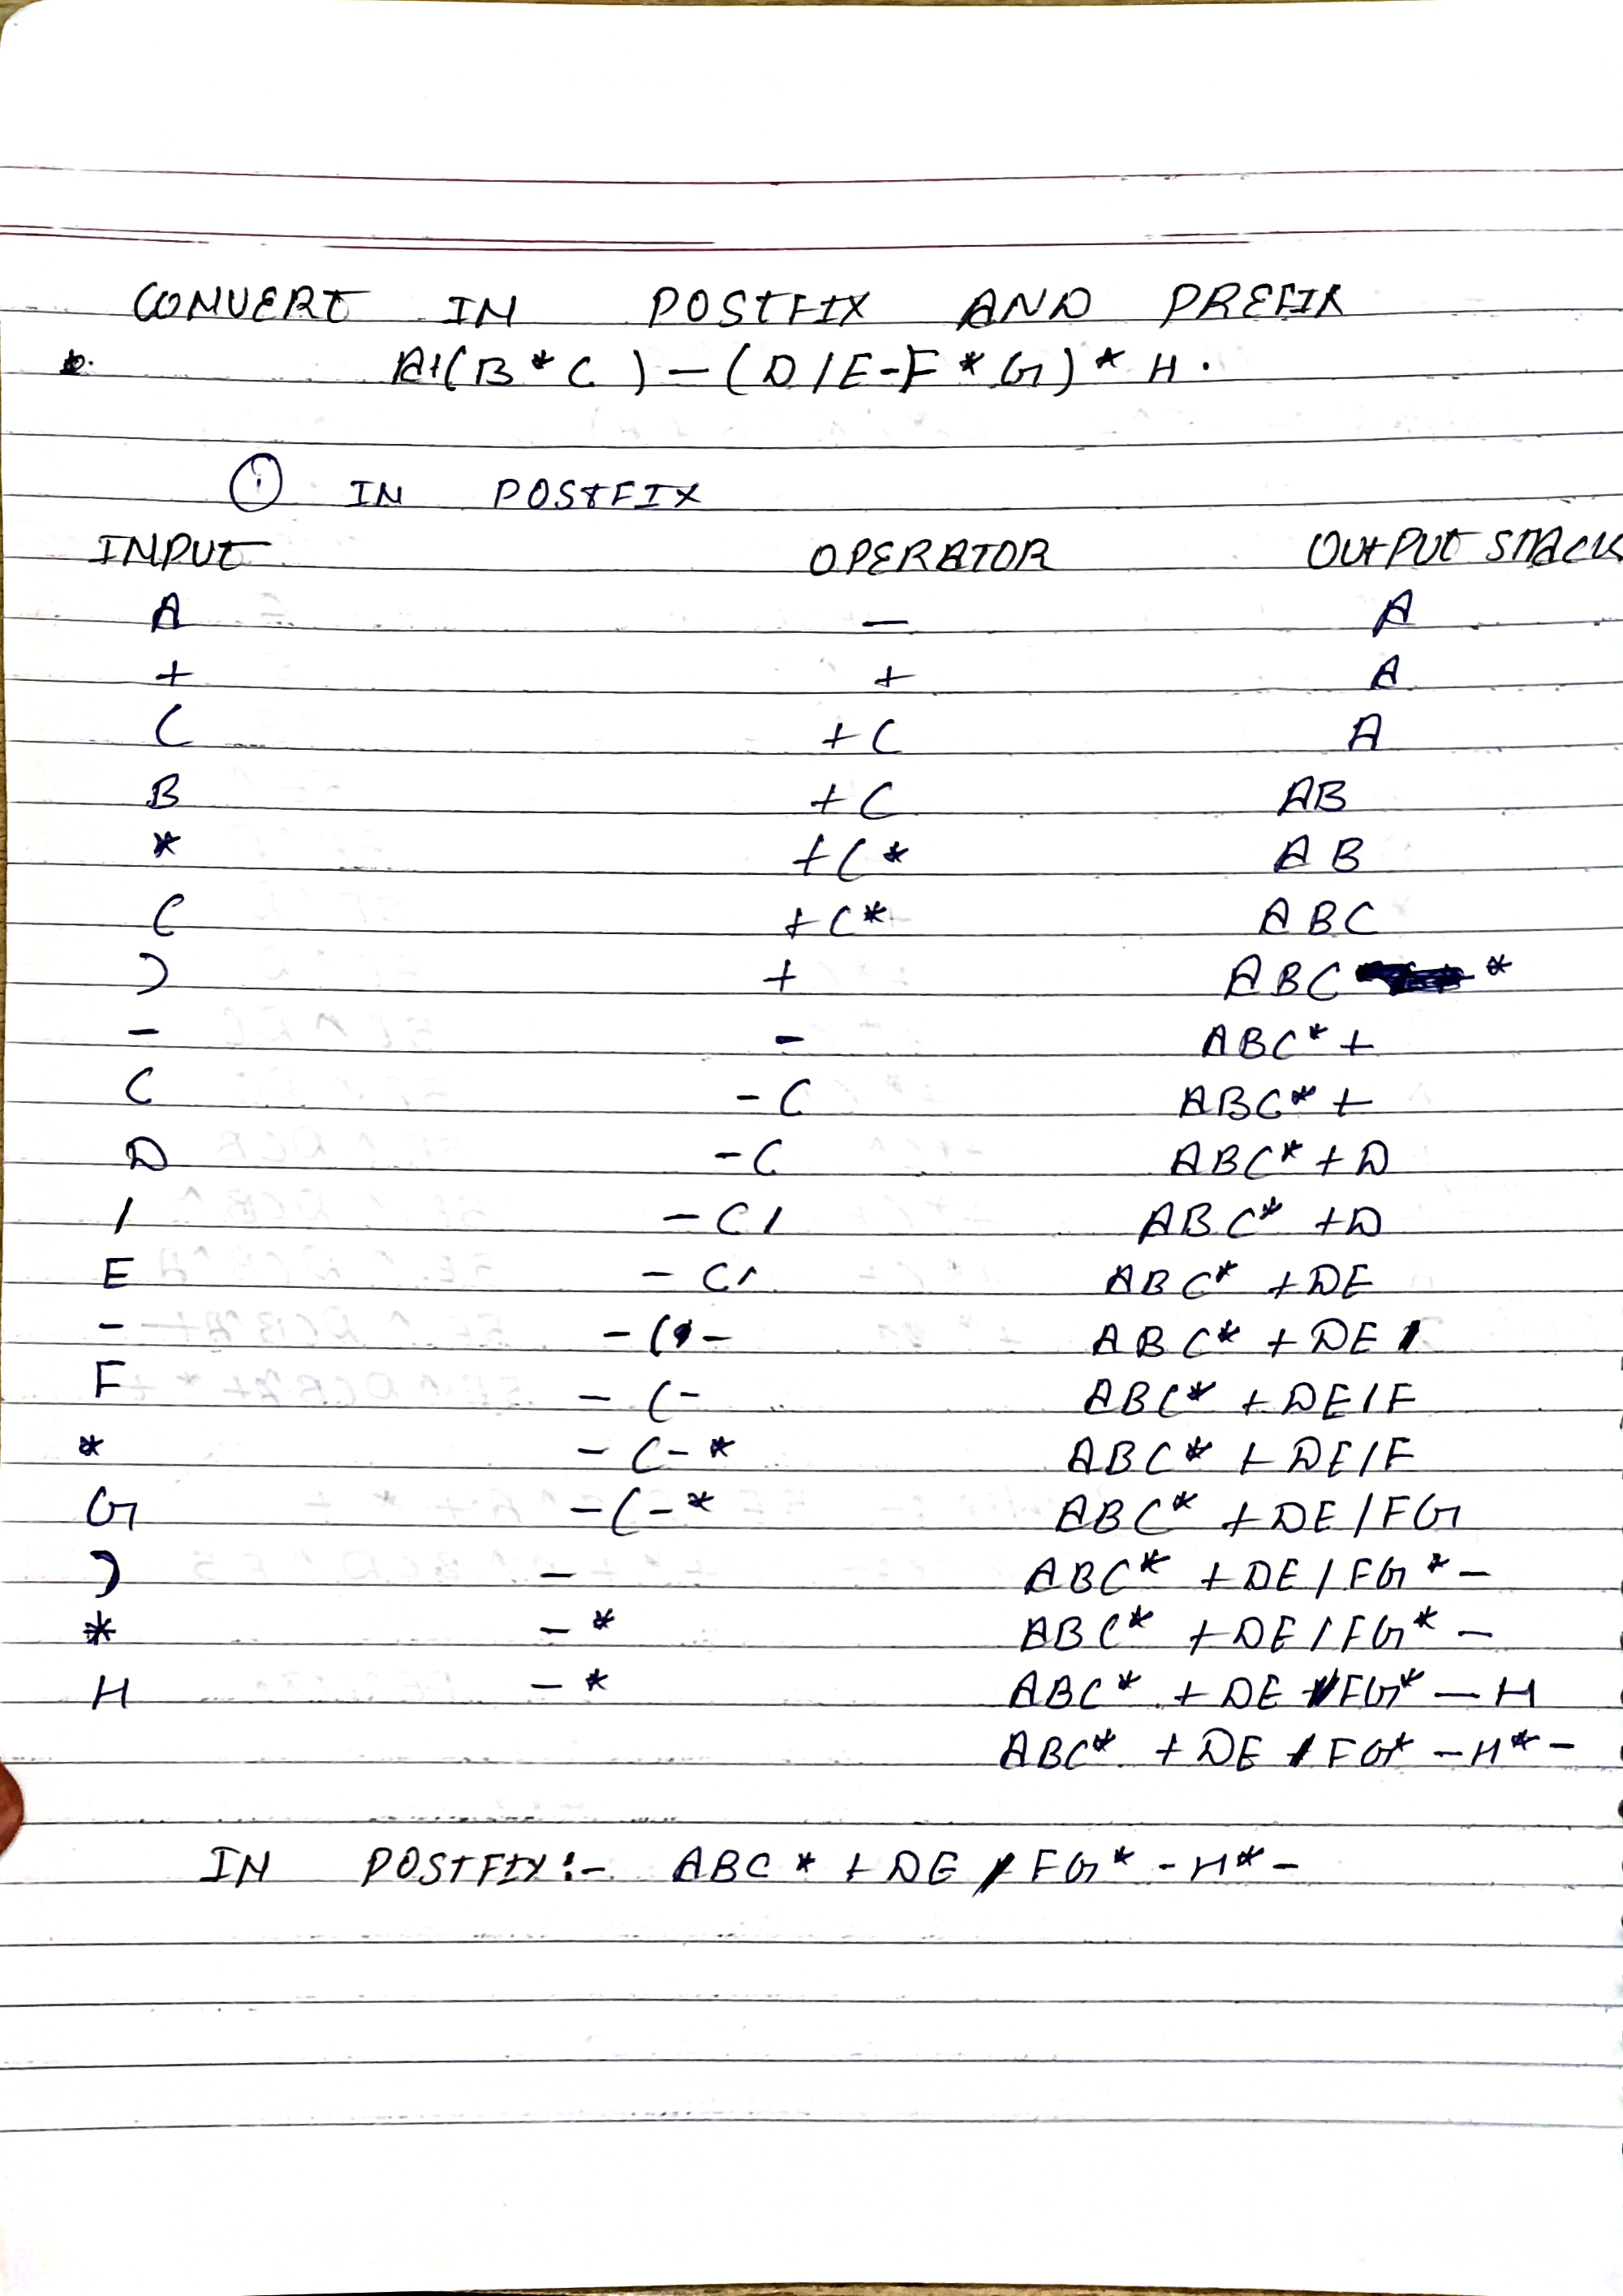 CONVERT IN POSTFIX AND PREFIX
A+(B*C)-(D/E-F*G)*H.
(i) IN POSTFIX
INPUT OPERATOR OUTPUT STACK
A - A
+ + A
( +( A
B +( AB
* +(* AB
C +(* ABC
) + ABC *
- - ABC*+
( -( ABC*+
D -( ABC*+D
/ -(/ ABC*+D
E -(/ ABC*+DE
- -(- ABC*+DE/
F -(- ABC*+DE/F
* -(-* ABC*+DE/F
G -(-* ABC*+DE/FG
) - ABC*+DE/FG*-
* -* ABC*+DE/FG*-
H -* ABC*+DE/FG*-H
ABC*+DE/FG*-H*-
IN POSTFIX:- ABC*+DE/FG*-H*-